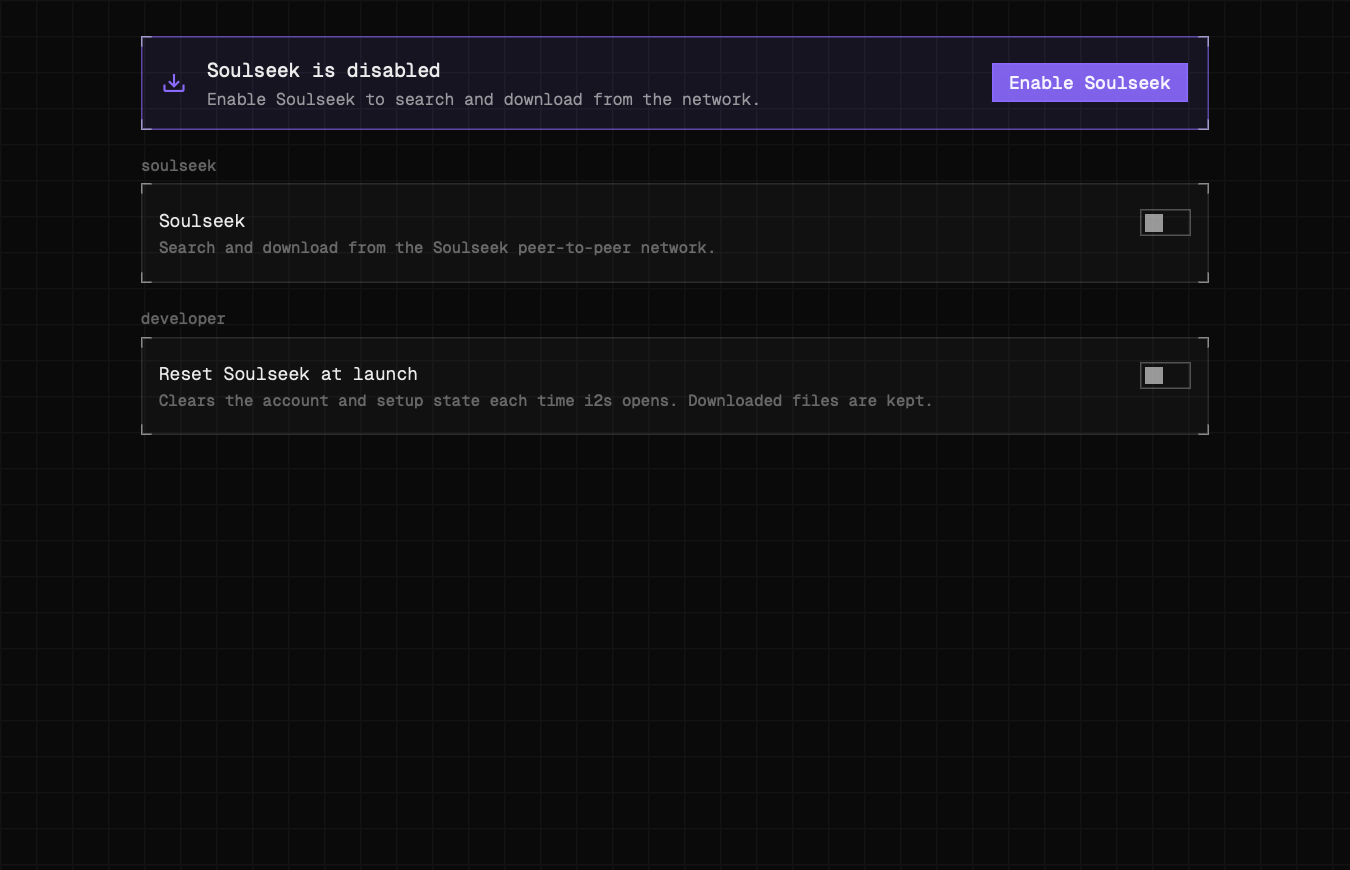 Soulseek is disabled
Enable Soulseek to search and download from the network.
Enable Soulseek
soulseek
Soulseek
Search and download from the Soulseek peer-to-peer network.
developer
Reset Soulseek at launch
Clears the account and setup state each time i2s opens. Downloaded files are kept.